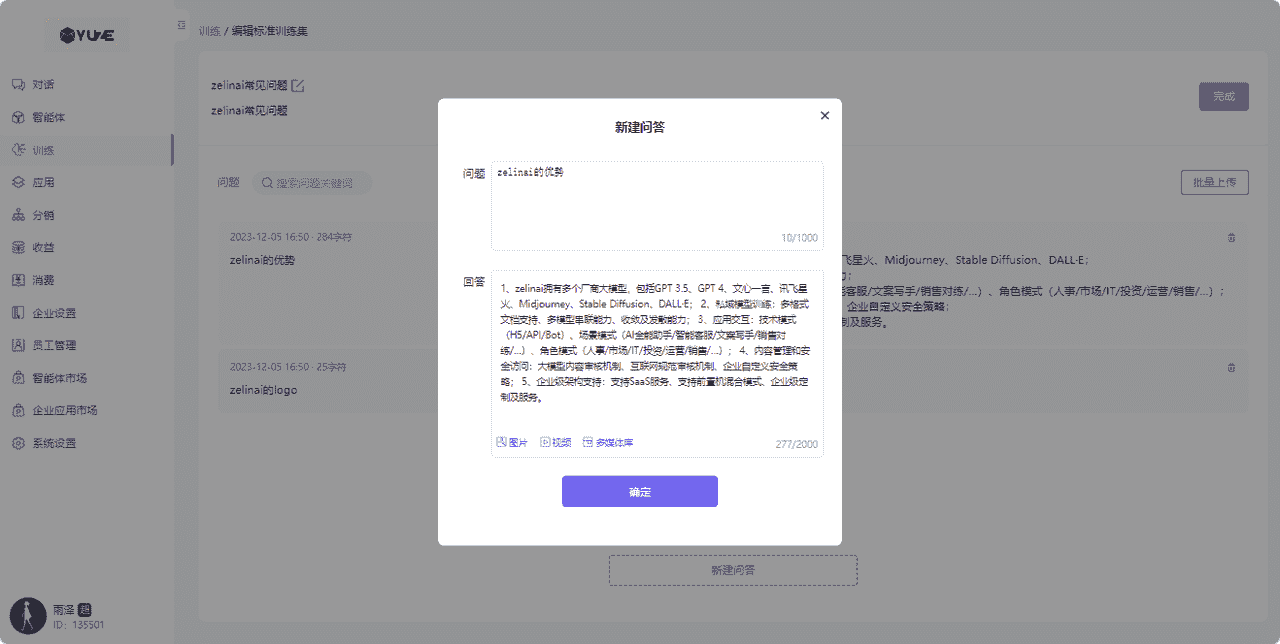 YUZE
训练 / 编辑标准训练集
对话
智能体
训练
应用
分销
收益
消费
企业设置
员工管理
智能体市场
企业应用市场
系统设置
雨泽 超
ID: 135501
zelinai常见问题
zelinai常见问题
完成
问题
搜索问题关键词
批量上传
2023-12-05 16:50 · 284字符
zelinai的优势
飞星火、Midjourney、Stable Diffusion、DALL·E；
能客服/文案写手/销售对练/...）、角色模式（人事/市场/IT/投资/运营/销售/...）；
企业自定义安全策略；
制及服务。
2023-12-05 16:50 · 25字符
zelinai的logo
新建问答
新建问答
问题
zelinai的优势
10/1000
回答
1、zelinai拥有多个厂商大模型，包括GPT 3.5、GPT 4、文心一言、讯飞星
火、Midjourney、Stable Diffusion、DALL·E； 2、私域模型训练：多格式
文档支持、多模型串联能力、收敛及发散能力； 3、应用交互：技术模式
（H5/API/Bot）、场景模式（AI全能助手/智能客服/文案写手/销售对
练/...）、角色模式（人事/市场/IT/投资/运营/销售/...）； 4、内容管理和安
全访问：大模型内容审核机制、互联网规范审核机制、企业自定义安全策
略； 5、企业级架构支持：支持SaaS服务、支持前置机混合模式、企业级定
制及服务。
图片
视频
多媒体库
277/2000
确定